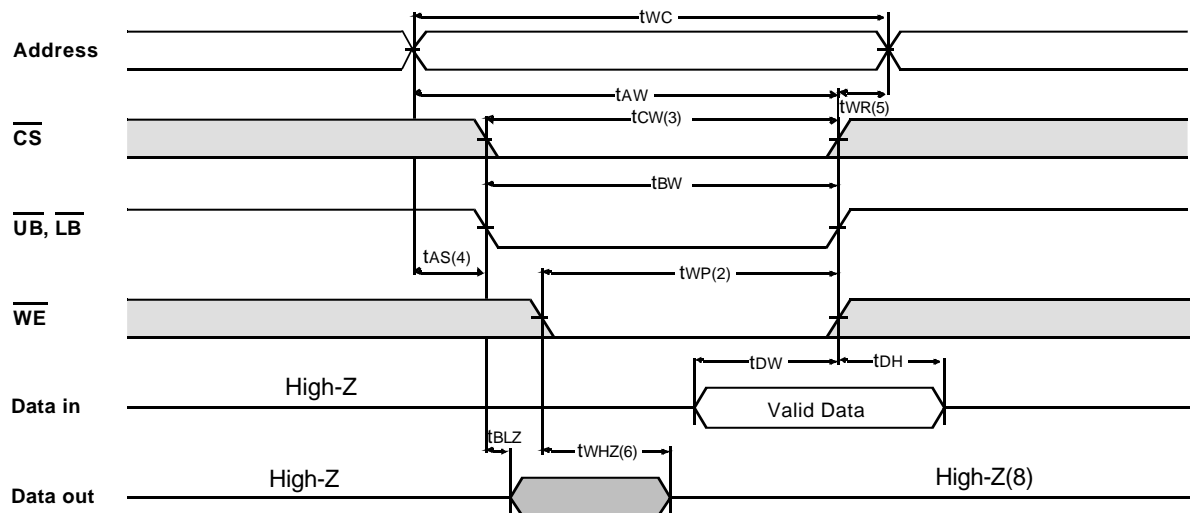 tWC
Address
tAW
tWR(5)
CS
tCW(3)
tBW
UB, LB
tAS(4)
tWP(2)
WE
tDW
tDH
High-Z
Data in
Valid Data
tBLZ
tWHZ(6)
High-Z
High-Z(8)
Data out